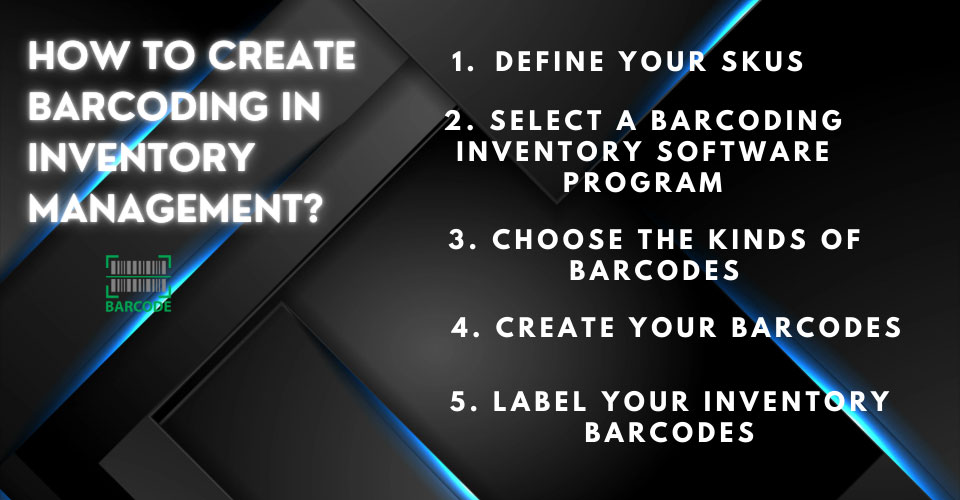 HOW TO CREATE
BARCODING IN
INVENTORY
MANAGEMENT?
BARCODE
1. DEFINE YOUR SKUS
2. SELECT A BARCODING
INVENTORY SOFTWARE
PROGRAM
3. CHOOSE THE KINDS OF
BARCODES
4. CREATE YOUR BARCODES
5. LABEL YOUR INVENTORY
BARCODES